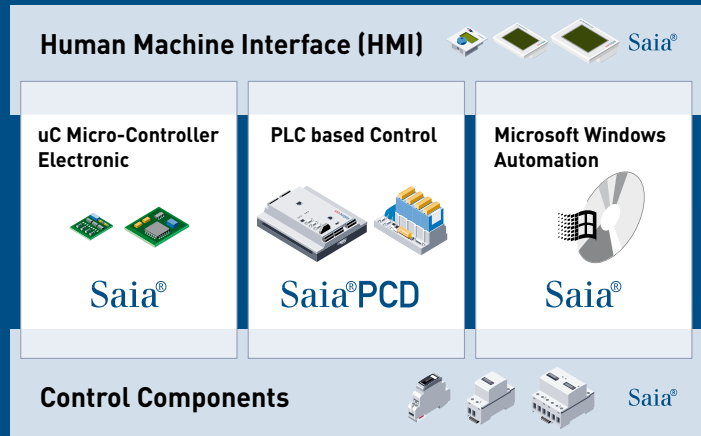 Human Machine Interface (HMI)
Saia®
uC Micro-Controller
Electronic
PLC based Control
Microsoft Windows
Automation
Saia®
Saia®PCD
Saia®
Control Components
Saia®